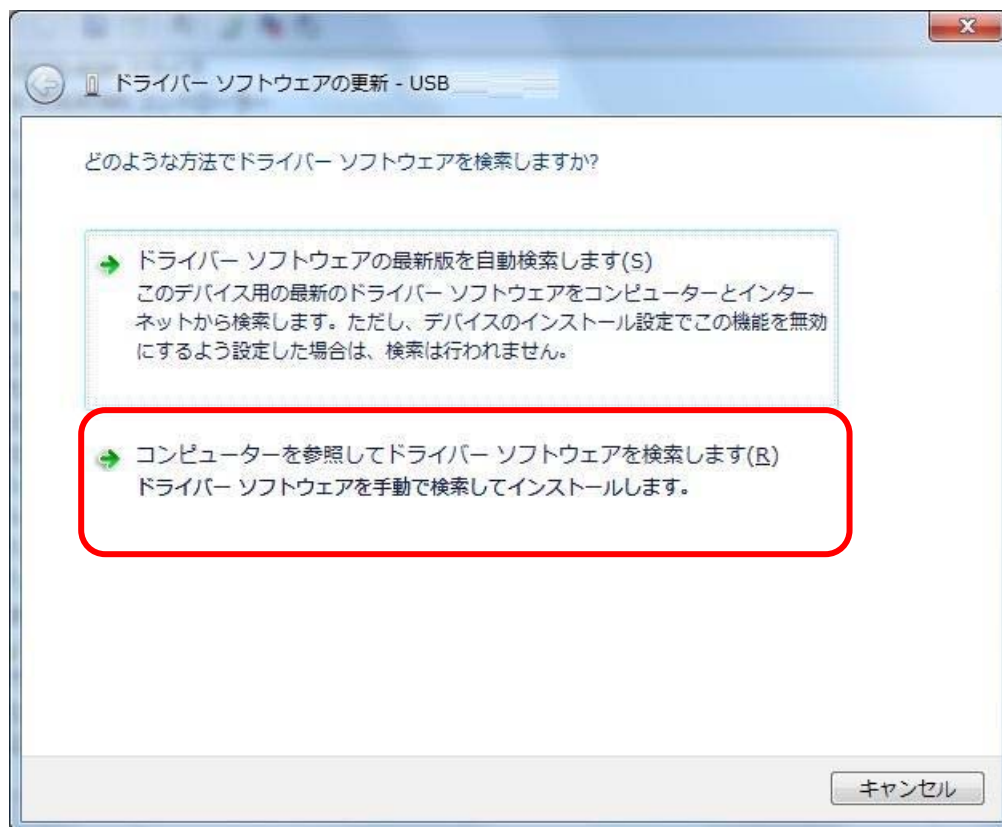 ドライバー ソフトウェアの更新 - USB
どのような方法でドライバー ソフトウェアを検索しますか?
ドライバー ソフトウェアの最新版を自動検索します(S)
このデバイス用の最新のドライバー ソフトウェアをコンピューターとインター
ネットから検索します。ただし、デバイスのインストール設定でこの機能を無効
にするよう設定した場合は、検索は行われません。
コンピューターを参照してドライバー ソフトウェアを検索します(R)
ドライバー ソフトウェアを手動で検索してインストールします。
キャンセル